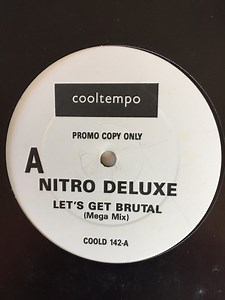 cooltempo
PROMO COPY ONLY
A
NITRO DELUXE
LET'S GET BRUTAL
(Mega Mix)
COOLD 142-A